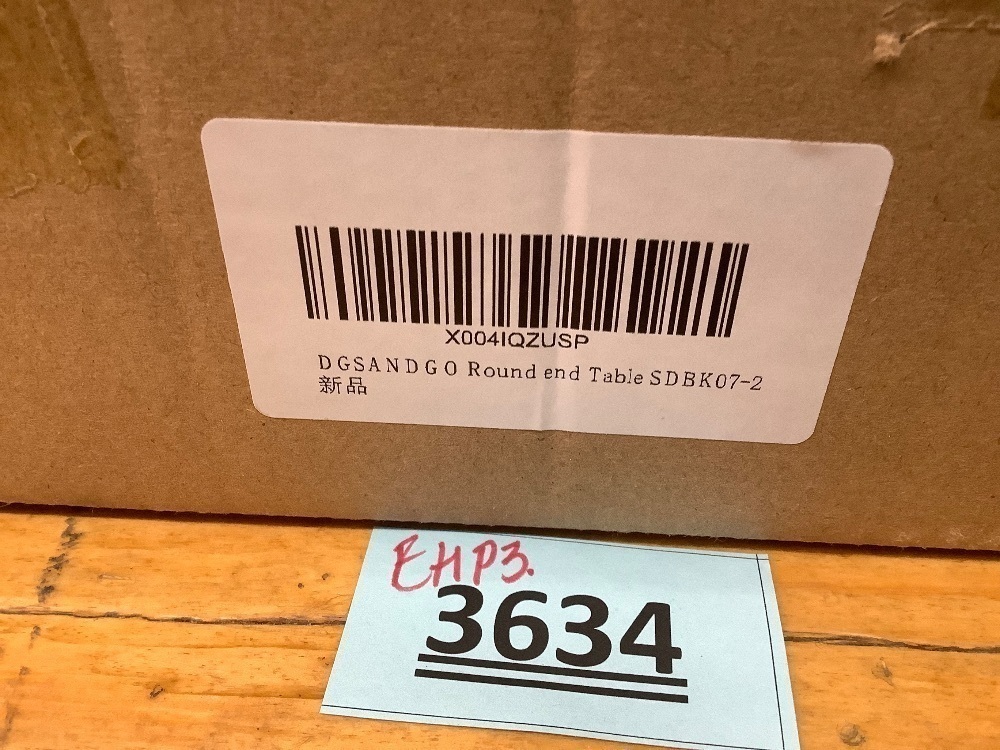 X004IQZUSP
DGSANDGO Round end Table SDBK07-2
新品
EHP3.
3634